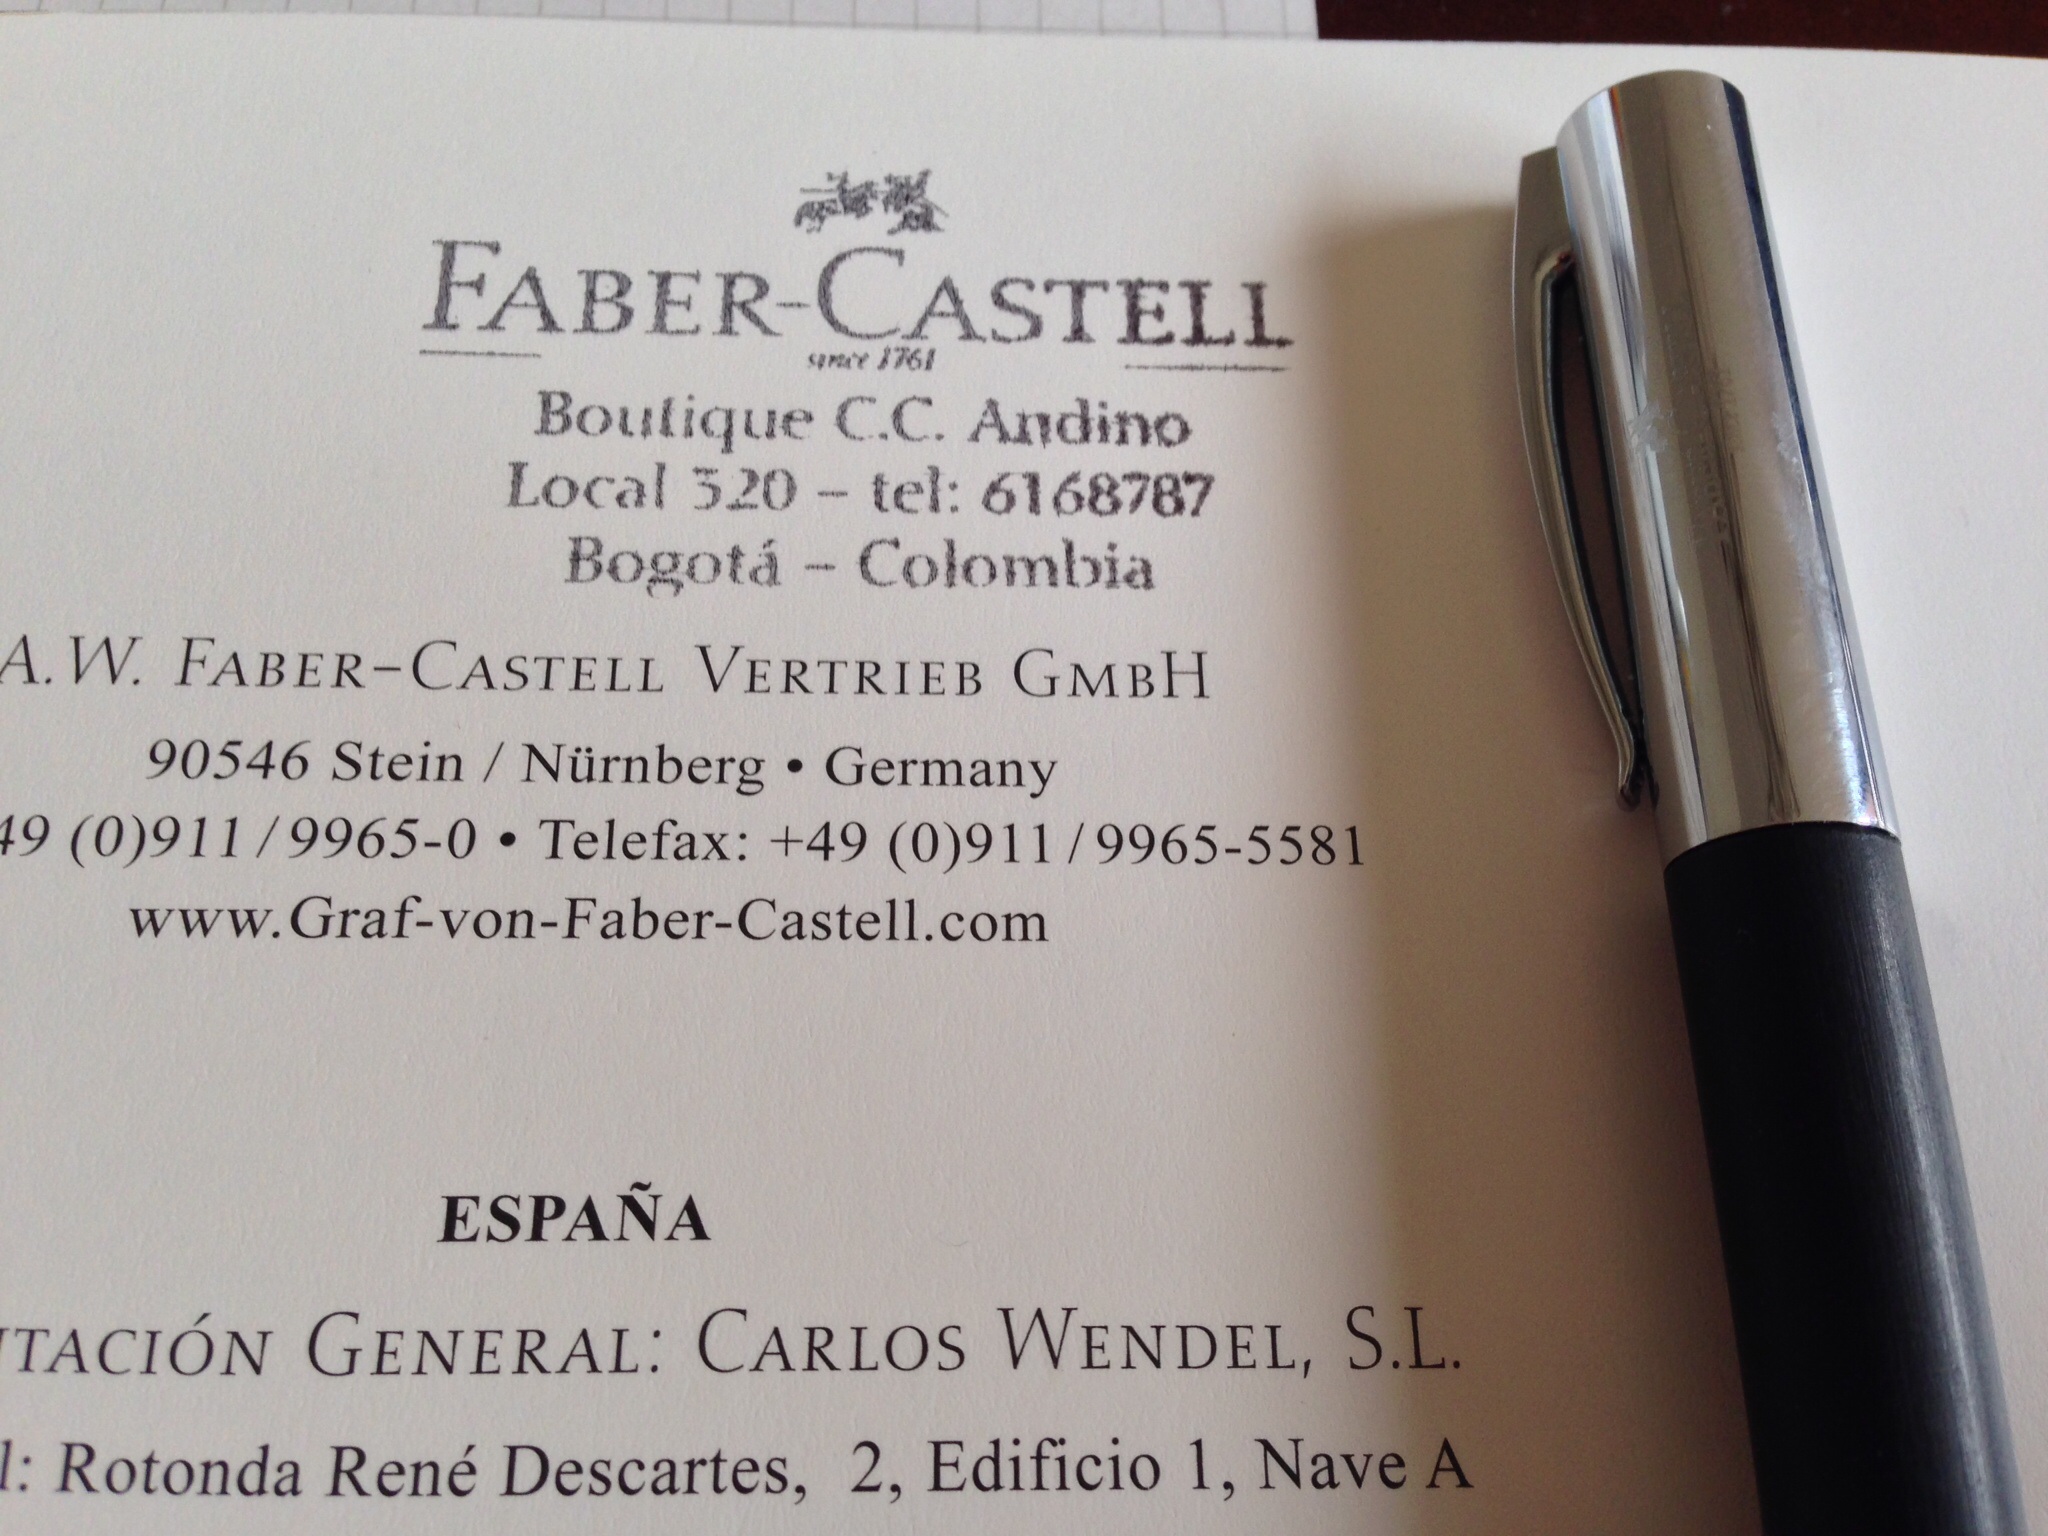 FABER-CASTELL
since 1761
Boutique C.C. Andino
Local 320 – tel: 6168787
Bogotá – Colombia
A.W. FABER-CASTELL VERTRIEB GMBH
90546 Stein / Nürnberg • Germany
49 (0)911/9965-0 • Telefax: +49 (0)911/9965-5581
www.Graf-von-Faber-Castell.com
ESPAÑA
TACIÓN GENERAL: CARLOS WENDEL, S.L.
l: Rotonda René Descartes, 2, Edificio 1, Nave A